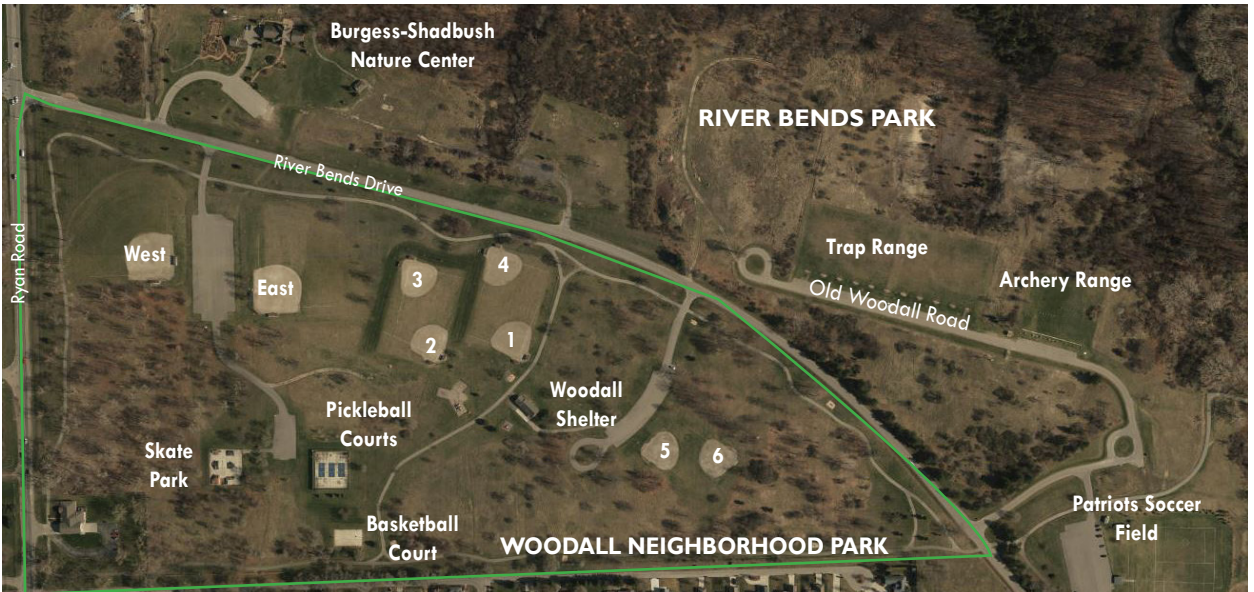 Burgess-Shadbush
Nature Center
RIVER BENDS PARK
River Bends Drive
Ryan Road
West
East
3
4
2
1
Trap Range
Archery Range
Old Woodall Road
Woodall
Shelter
Pickleball
Courts
Skate
Park
5
6
Basketball
Court
WOODALL NEIGHBORHOOD PARK
Patriots Soccer
Field